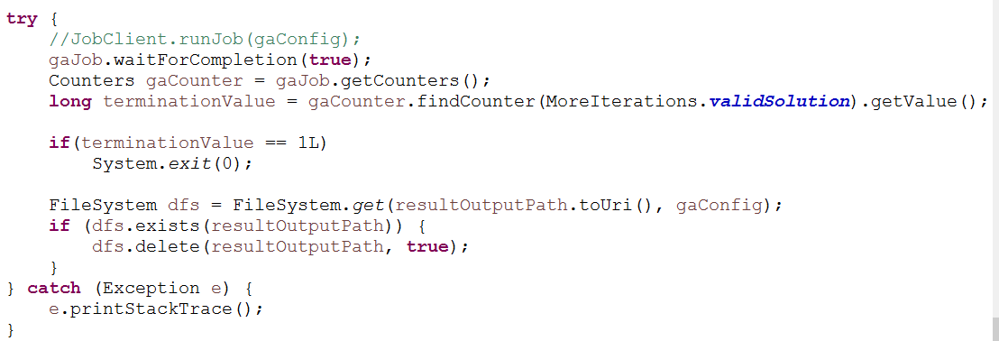 try {
    //JobClient.runJob(gaConfig);
    gaJob.waitForCompletion(true);
    Counters gaCounter = gaJob.getCounters();
    long terminationValue = gaCounter.findCounter(MoreIterations.validSolution).getValue();

    if(terminationValue == 1L)
        System.exit(0);

    FileSystem dfs = FileSystem.get(resultOutputPath.toUri(), gaConfig);
    if (dfs.exists(resultOutputPath)) {
        dfs.delete(resultOutputPath, true);
    }
} catch (Exception e) {
    e.printStackTrace();
}